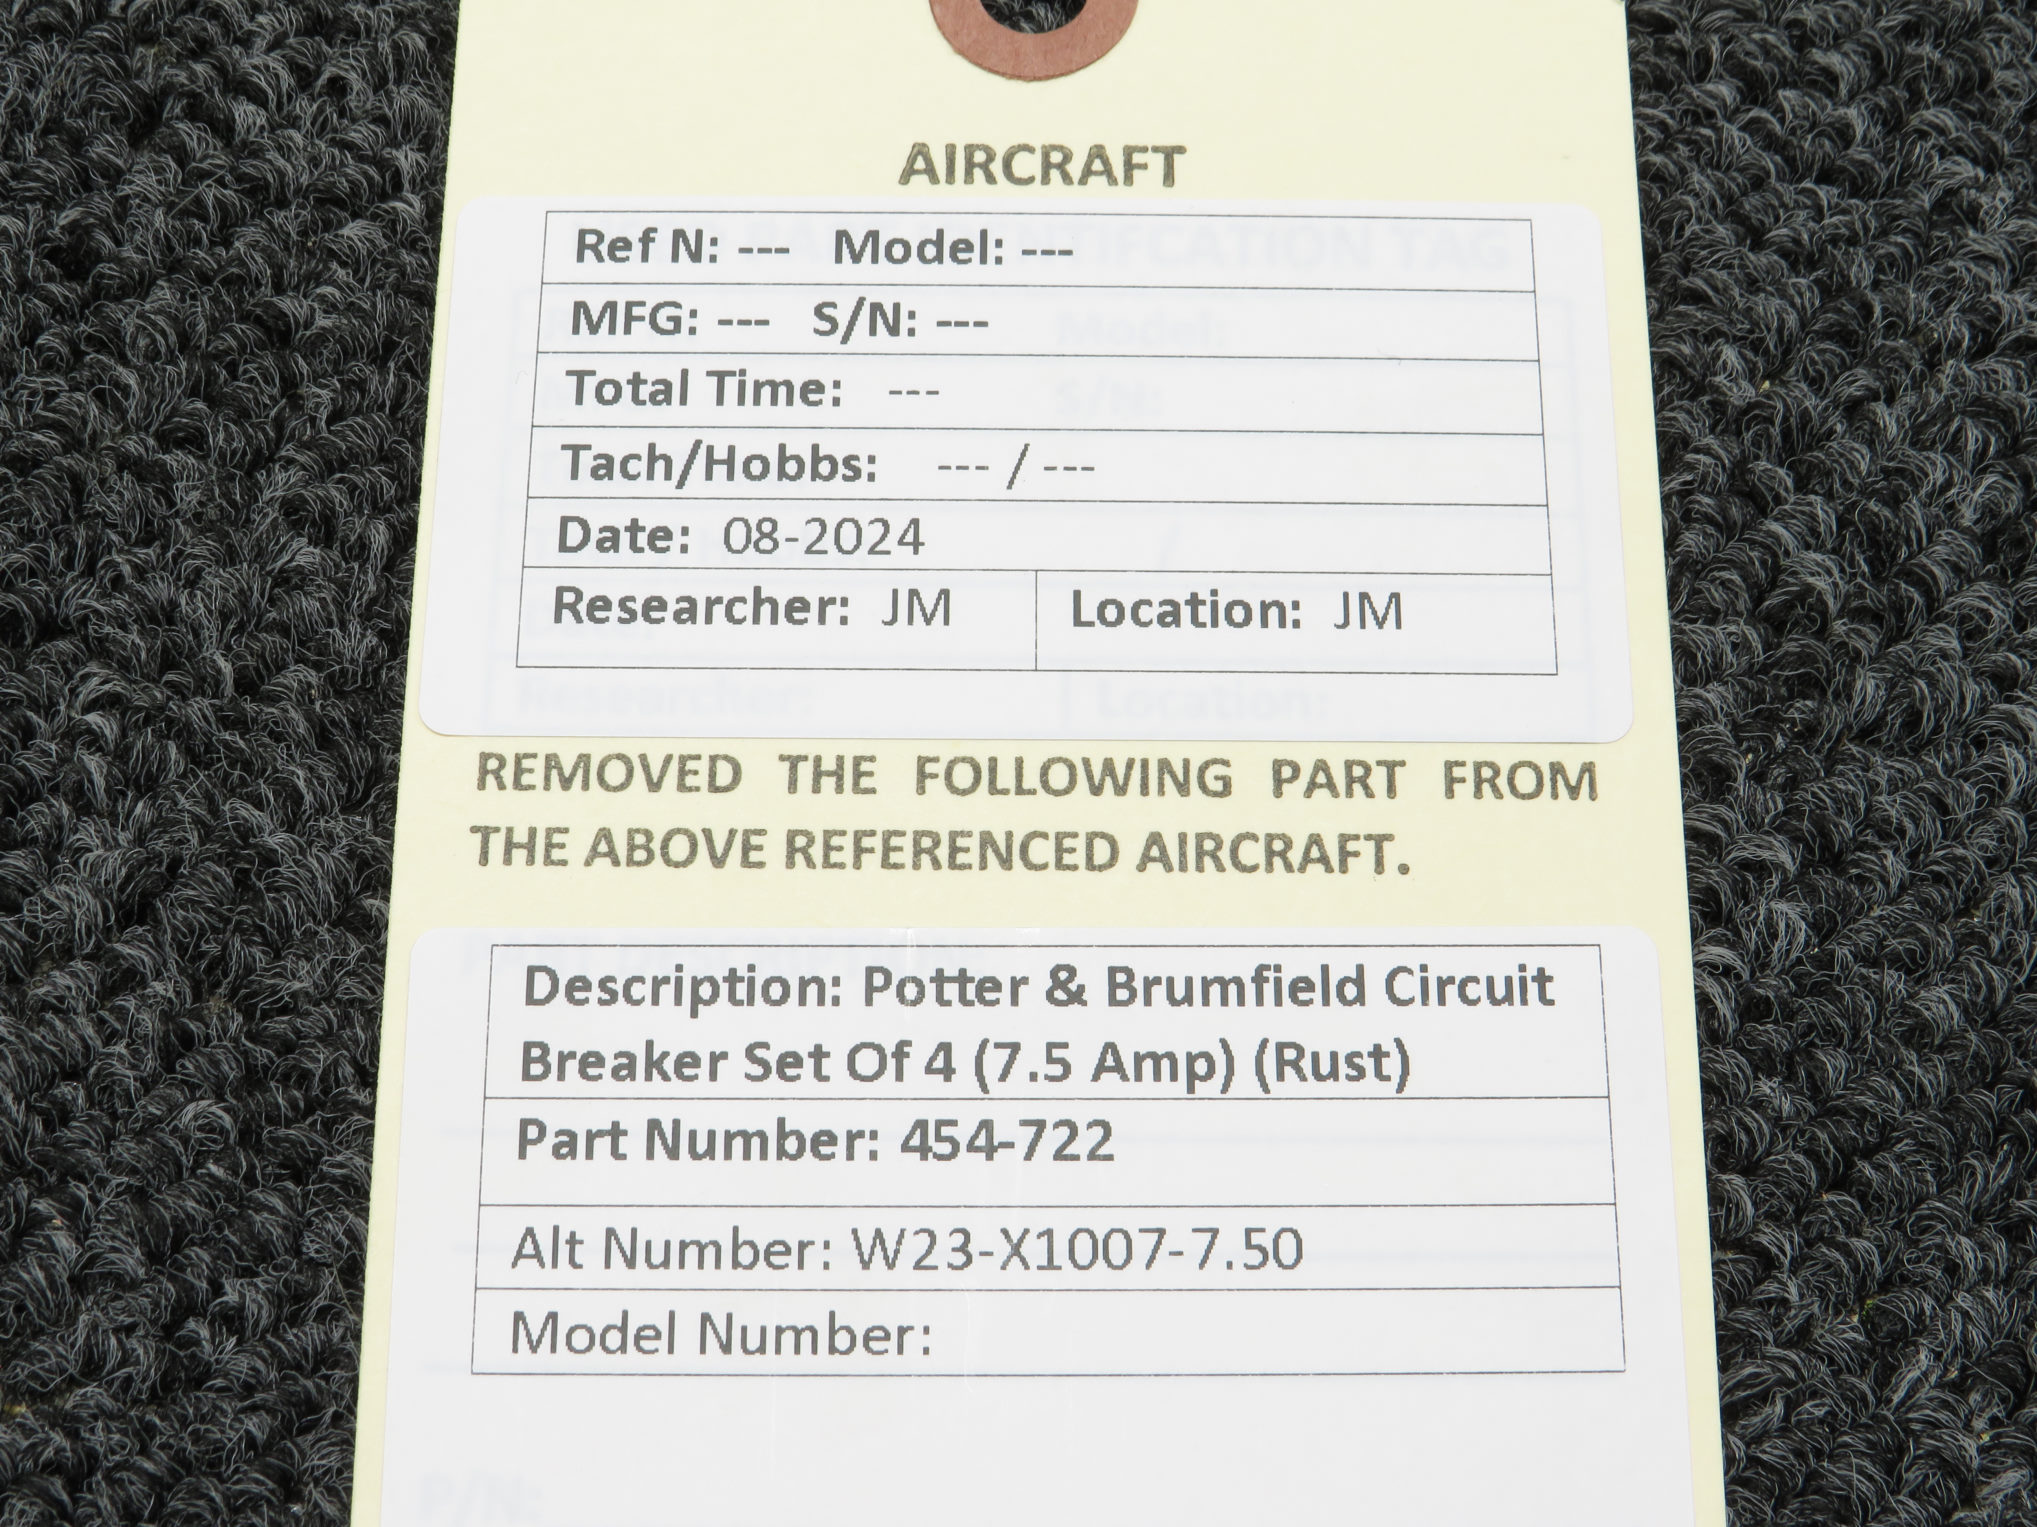 AIRCRAFT
Ref N: --- Model: ---
MFG: --- S/N: ---
Total Time: ---
Tach/Hobbs: --- / ---
Date: 08-2024
Researcher: JM Location: JM
REMOVED THE FOLLOWING PART FROM
THE ABOVE REFERENCED AIRCRAFT.
Description: Potter & Brumfield Circuit
Breaker Set Of 4 (7.5 Amp) (Rust)
Part Number: 454-722
Alt Number: W23-X1007-7.50
Model Number: